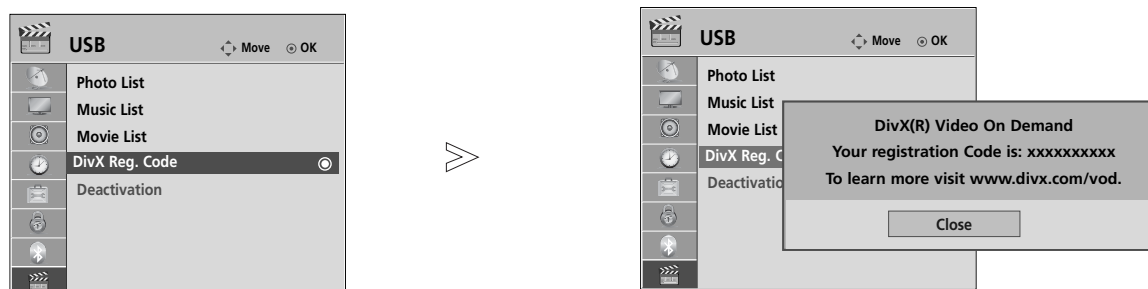 USB Move OK
Photo List
Music List
Movie List
DivX Reg. Code
Deactivation
USB Move OK
Photo List
Music List
Movie List
DivX Reg. C
Deactivatio
DivX(R) Video On Demand
Your registration Code is: xxxxxxxxxx
To learn more visit www.divx.com/vod.
Close